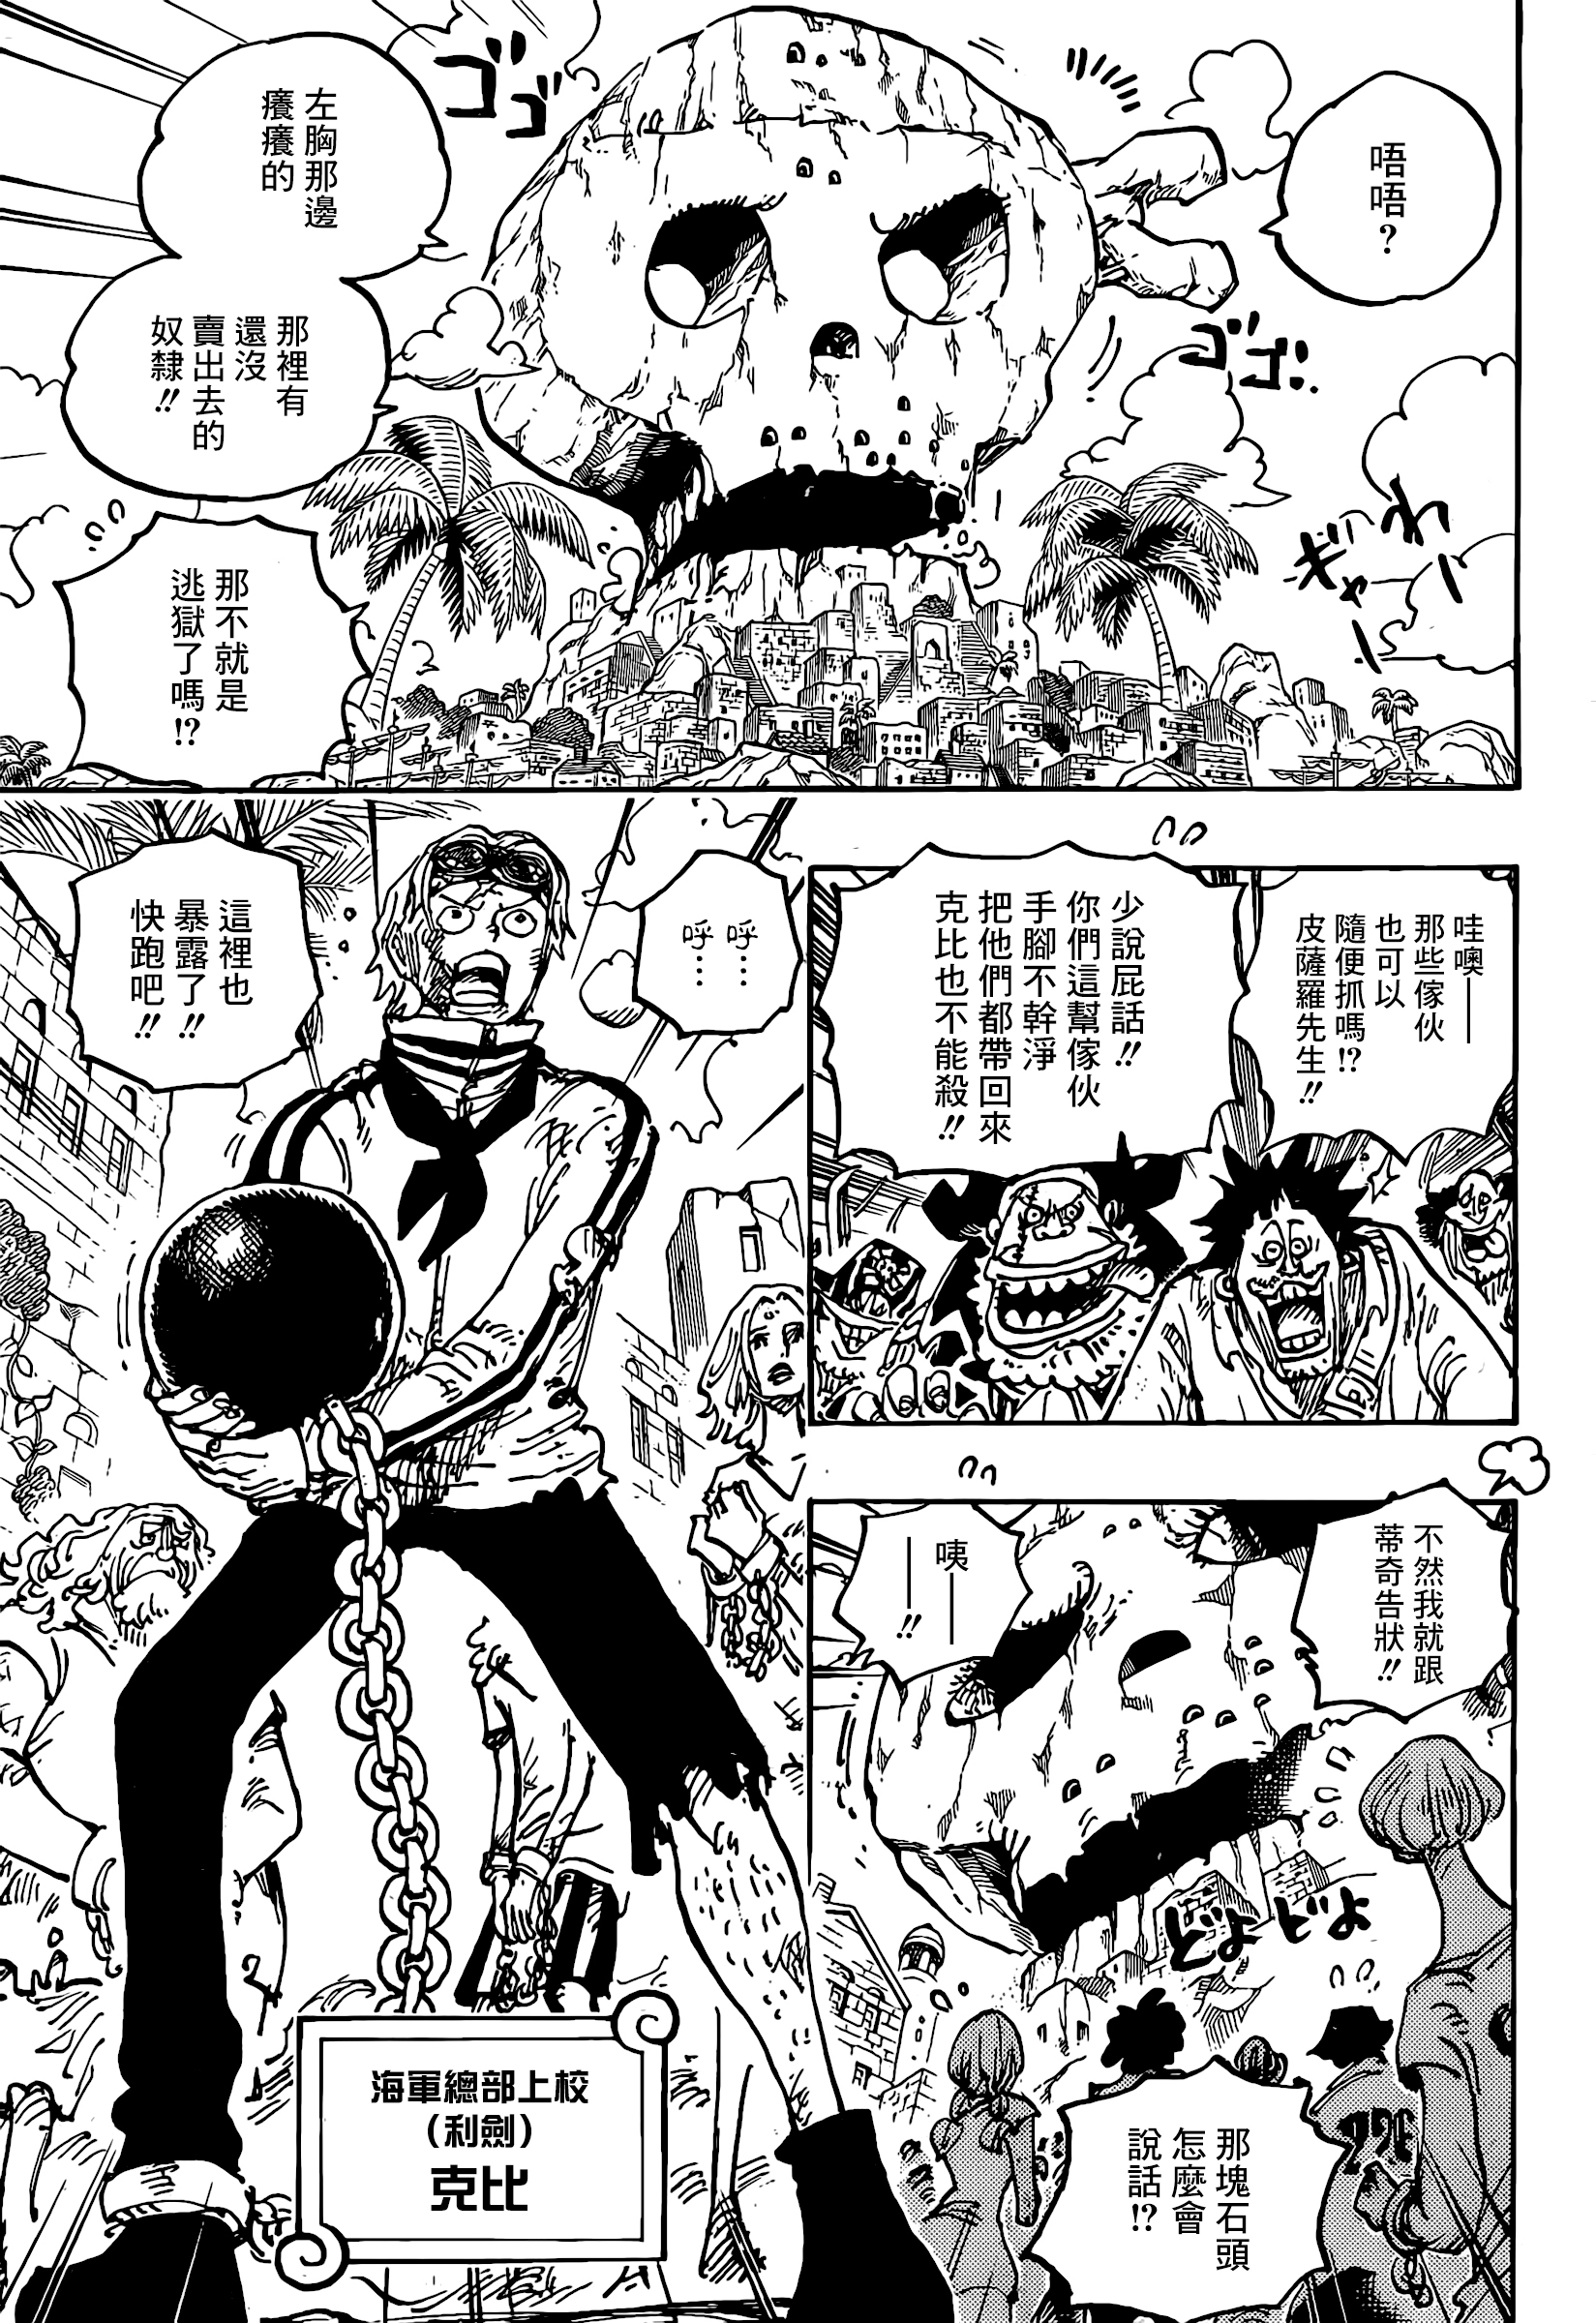 唔唔?
左胸那邊
癢癢的
那裡有
還沒
賣出去的
奴隸!!
那不就是
逃獄了嗎!?
ゴゴゴ
ゴゴゴ
ギャー
わー
哇噢——
那些傢伙
也可以
隨便抓嗎!?
皮薩羅先生!!
少說屁話!!
你們這幫傢伙
手腳不幹淨
把他們都帶回來
克比也不能殺!!
不然我就跟
蒂奇告狀!!
咦——
——!!
どよどよ
那塊石頭
怎麼會
說話!?
呼…
呼…
這裡也
暴露了!!
快跑吧!!
海軍總部上校
(利劍)
克比